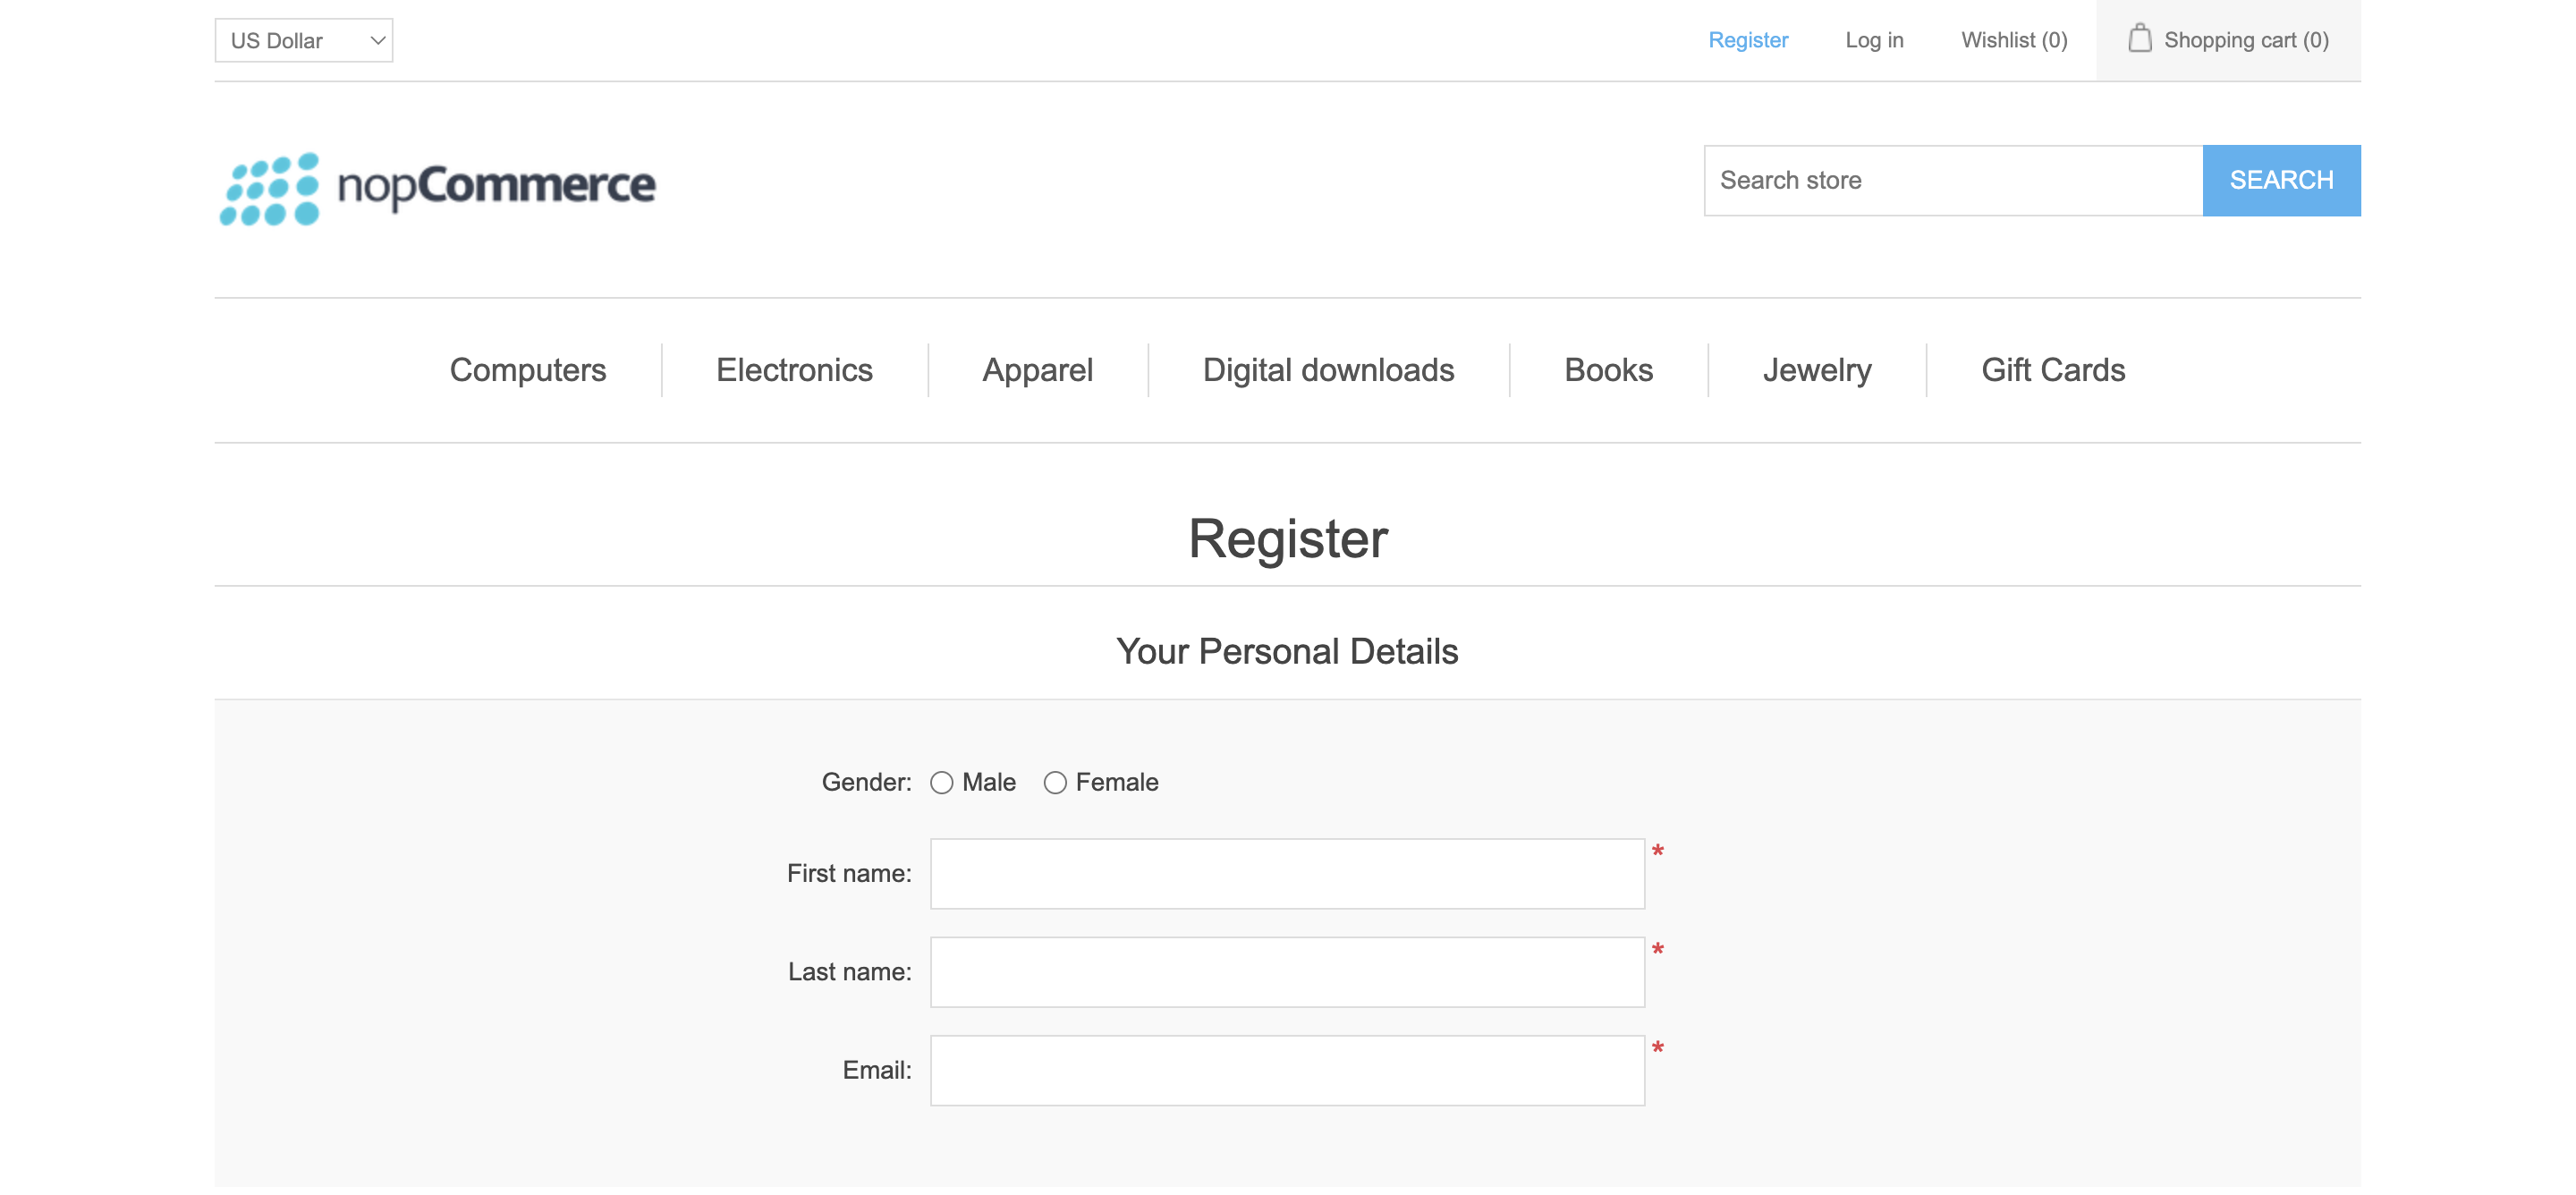 US Dollar
Register Log in Wishlist (0) Shopping cart (0)
nopCommerce
Search store SEARCH
Computers Electronics Apparel Digital downloads Books Jewelry Gift Cards
Register
Your Personal Details
Gender: Male Female
First name: *
Last name: *
Email: *